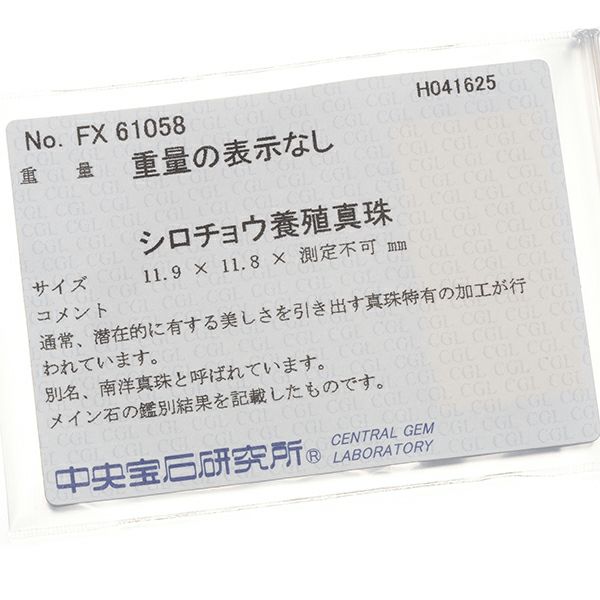 H041625
No. FX 61058
重 量 重量の表示なし
シロチョウ養殖真珠
サイズ 11.9 × 11.8 × 測定不可 mm
コメント
通常、潜在的に有する美しさを引き出す真珠特有の加工が行
われています。
別名、南洋真珠と呼ばれています。
メイン石の鑑別結果を記載したものです。
中央宝石研究所® CENTRAL GEM
LABORATORY